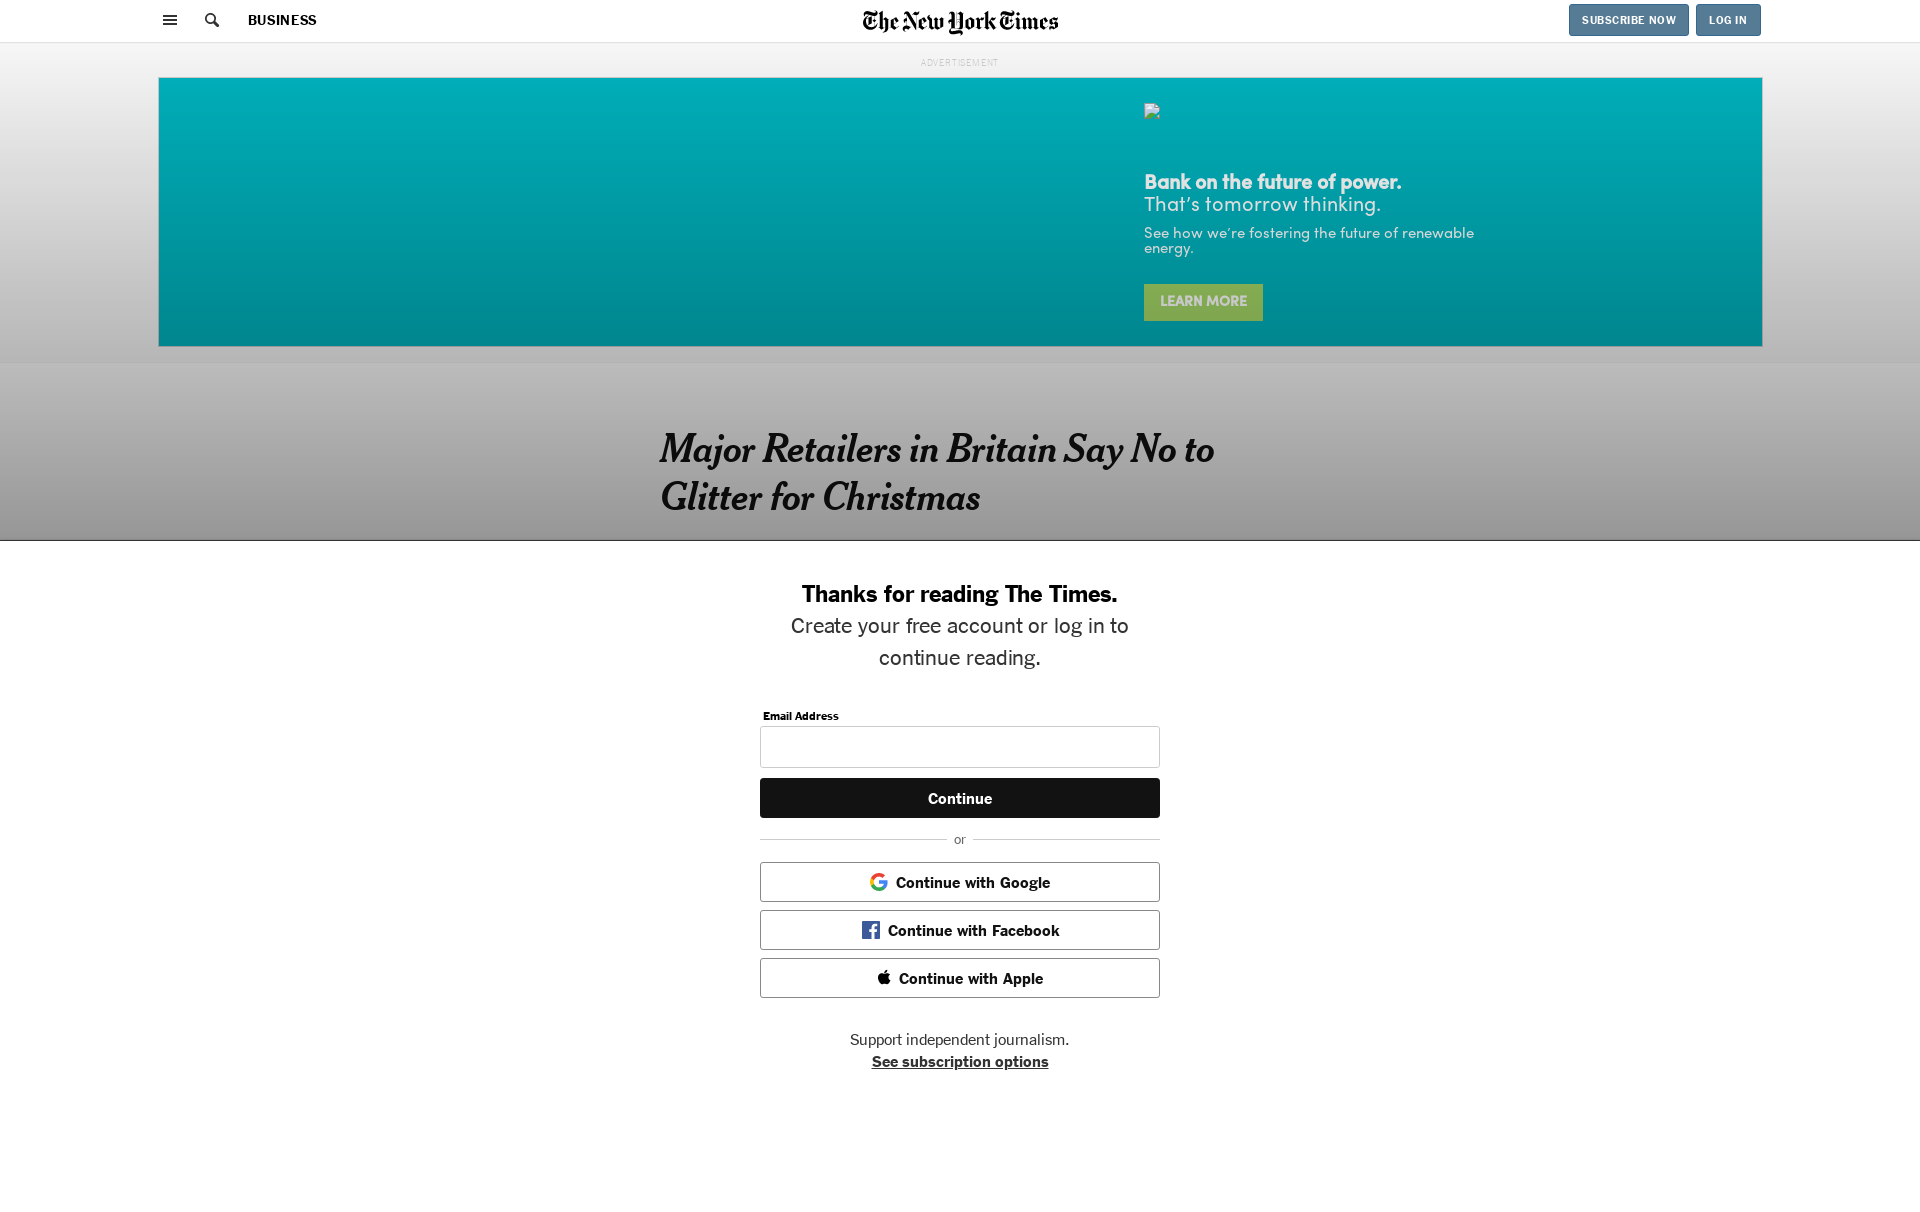 BUSINESS
The New York Times
SUBSCRIBE NOW
LOG IN
ADVERTISEMENT
Bank on the future of power.
That's tomorrow thinking.
See how we're fostering the future of renewable
energy.
LEARN MORE
Major Retailers in Britain Say No to
Glitter for Christmas
Thanks for reading The Times.
Create your free account or log in to
continue reading.
Email Address
Continue
or
Continue with Google
Continue with Facebook
Continue with Apple
Support independent journalism.
See subscription options